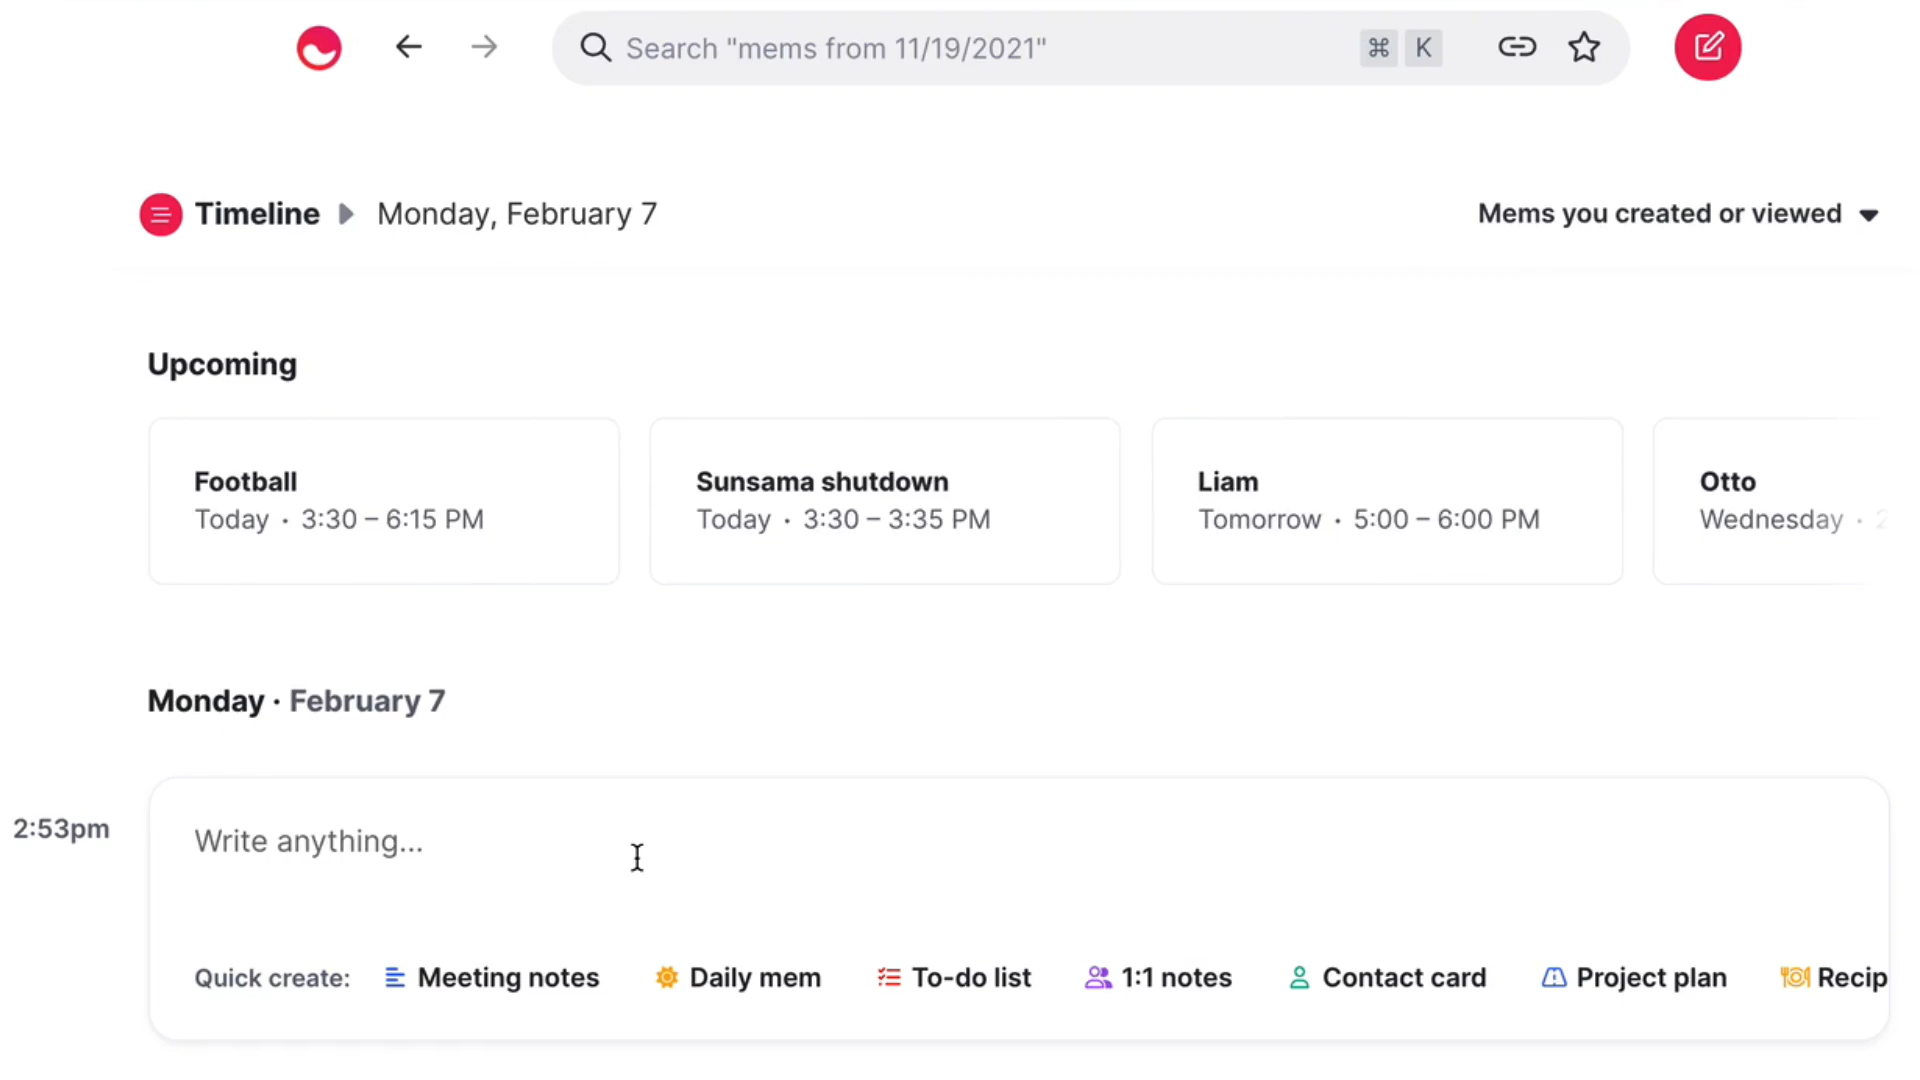 Search "mems from 11/19/2021" ⌘ K
Timeline Monday, February 7 Mems you created or viewed
Upcoming
Football
Today · 3:30 – 6:15 PM
Sunsama shutdown
Today · 3:30 – 3:35 PM
Liam
Tomorrow · 5:00 – 6:00 PM
Otto
Wednesday ·
Monday · February 7
2:53pm
Write anything...
Quick create: Meeting notes Daily mem To-do list 1:1 notes Contact card Project plan Recip